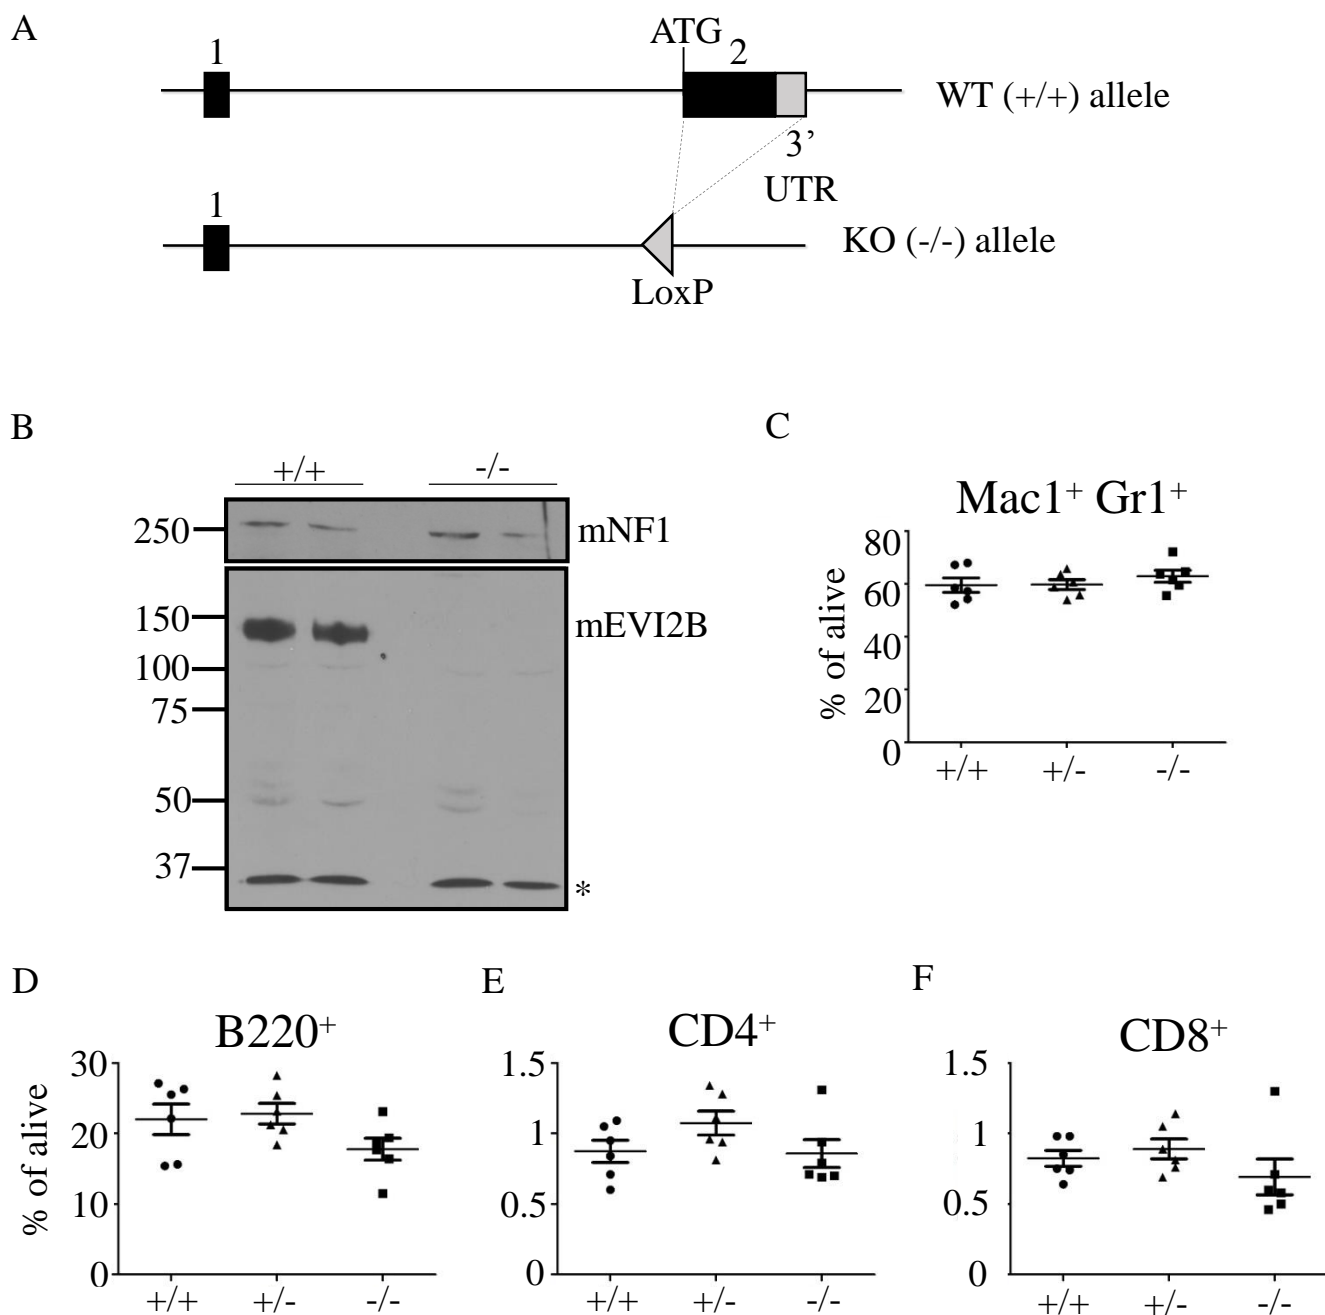 A
ATG
1
2
WT (+/+) allele
3’
UTR
1
KO (-/-) allele
LoxP
B
+/+
-/-
250
mNF1
150
mEVI2B
100
75
50
37
*
C
Mac1⁺ Gr1⁺
80
60
40
20
0
% of alive
+/+ +/- -/-
D
B220⁺
30
20
10
0
% of alive
+/+ +/- -/-
E
CD4⁺
1.5
1
0.5
0
+/+ +/- -/-
F
CD8⁺
1.5
1
0.5
0
+/+ +/- -/-